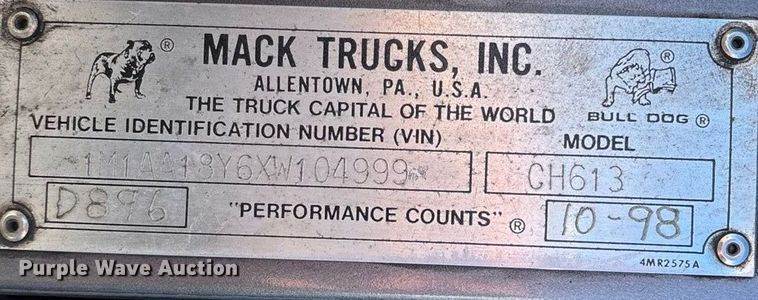 MACK TRUCKS, INC.
ALLENTOWN, PA., U.S.A.
THE TRUCK CAPITAL OF THE WORLD
BULL DOG ®
VEHICLE IDENTIFICATION NUMBER (VIN)
MODEL
1M1AA18Y6XW104999
CH613
D896
"PERFORMANCE COUNTS" ®
10-98
4MR2575A
Purple Wave Auction